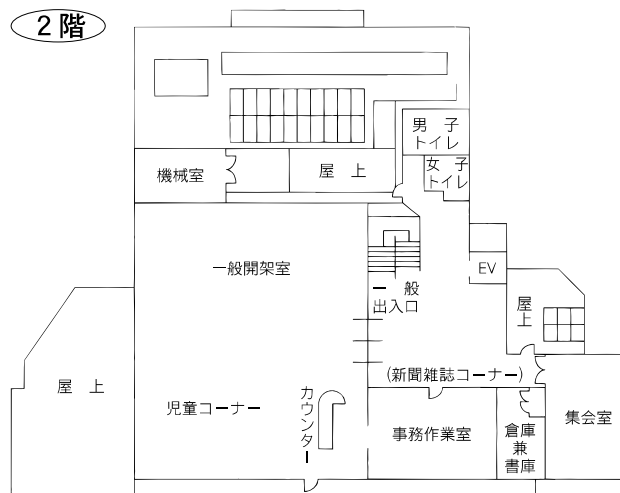 2階
男子
トイレ
女子
トイレ
機械室
屋上
一般開架室
EV
一般
出入口
屋上
屋上
(新聞雑誌コーナー)
児童コーナー
カウンター
事務作業室
倉庫
兼
書庫
集会室